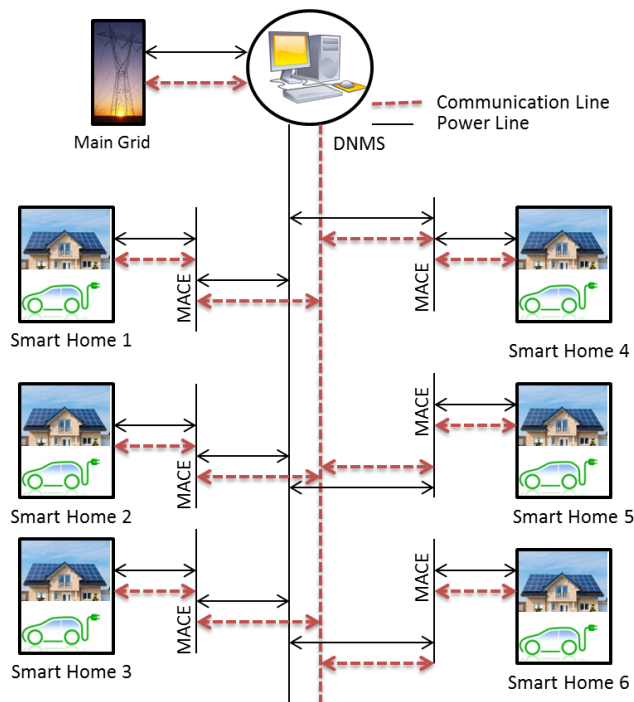 Main Grid
DNMS
Communication Line
Power Line
MACE
Smart Home 1
MACE
Smart Home 4
MACE
Smart Home 2
MACE
Smart Home 5
MACE
Smart Home 3
MACE
Smart Home 6